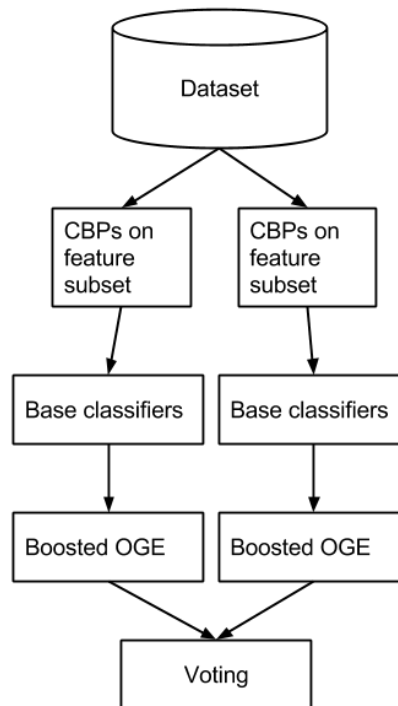 Dataset
CBPs on
feature
subset
CBPs on
feature
subset
Base classifiers
Base classifiers
Boosted OGE
Boosted OGE
Voting